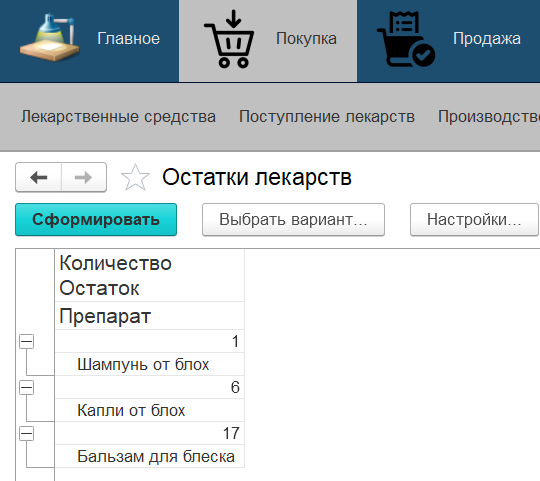 Главное
Покупка
Продажа
Лекарственные средства
Поступление лекарств
Производство
Остатки лекарств
Сформировать
Выбрать вариант...
Настройки...
Количество
Остаток
Препарат
1
Шампунь от блох
6
Капли от блох
17
Бальзам для блеска